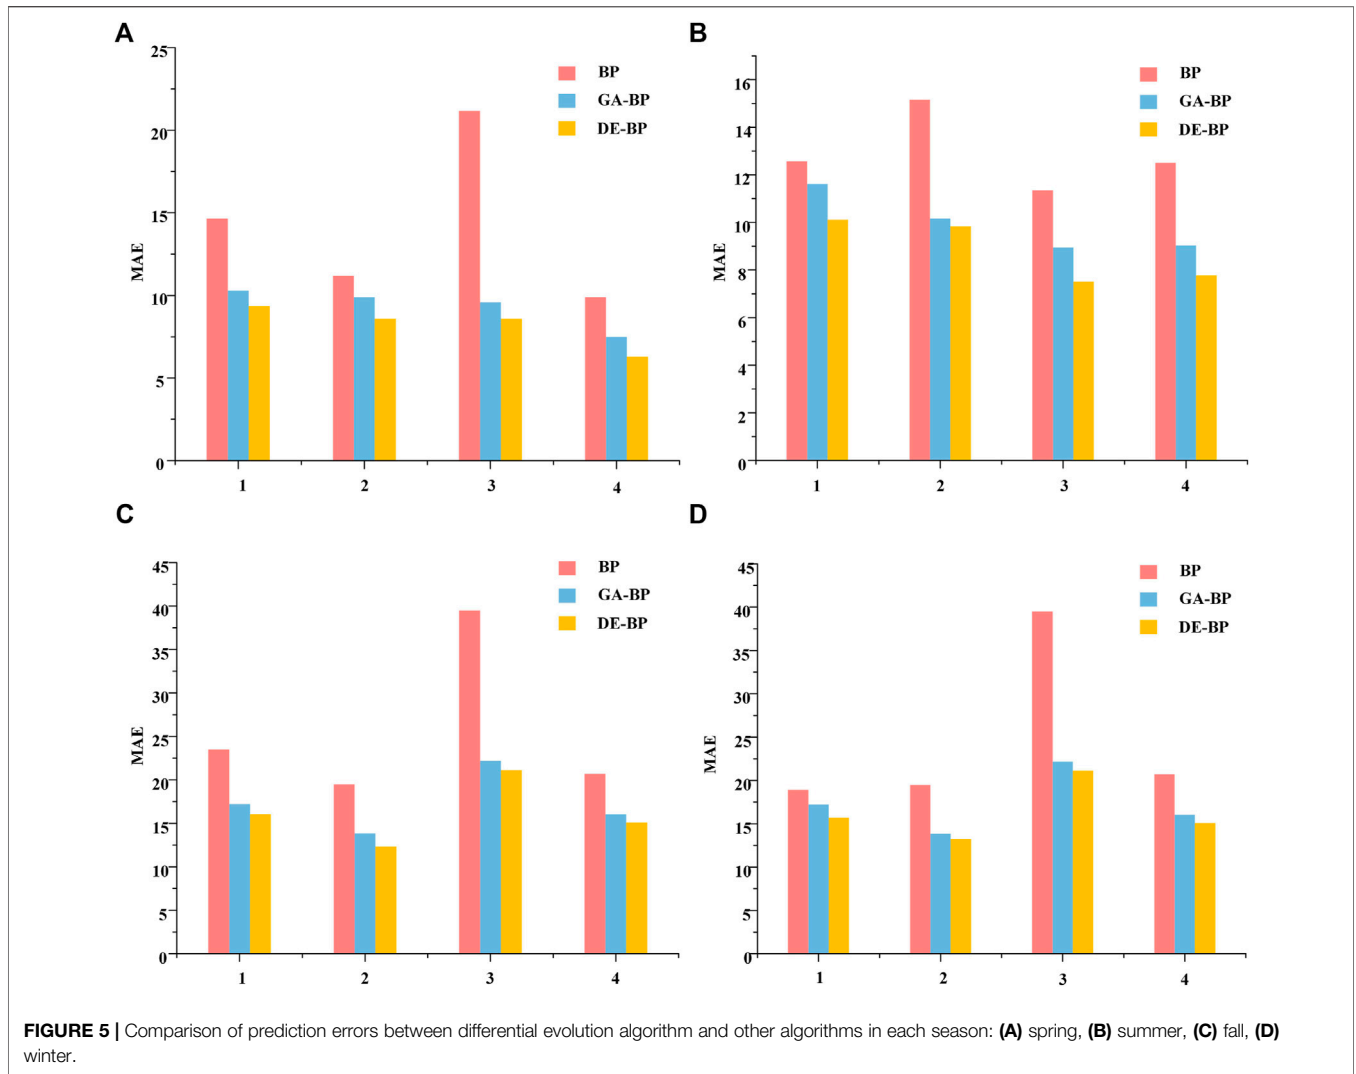 A
25
20
15
10
5
0
MAE
BP
GA-BP
DE-BP
1 2 3 4
B
16
14
12
10
8
6
4
2
0
MAE
BP
GA-BP
DE-BP
1 2 3 4
C
45
40
35
30
25
20
15
10
5
0
MAE
BP
GA-BP
DE-BP
1 2 3 4
D
45
40
35
30
25
20
15
10
5
0
MAE
BP
GA-BP
DE-BP
1 2 3 4
FIGURE 5 | Comparison of prediction errors between differential evolution algorithm and other algorithms in each season: (A) spring, (B) summer, (C) fall, (D)
winter.